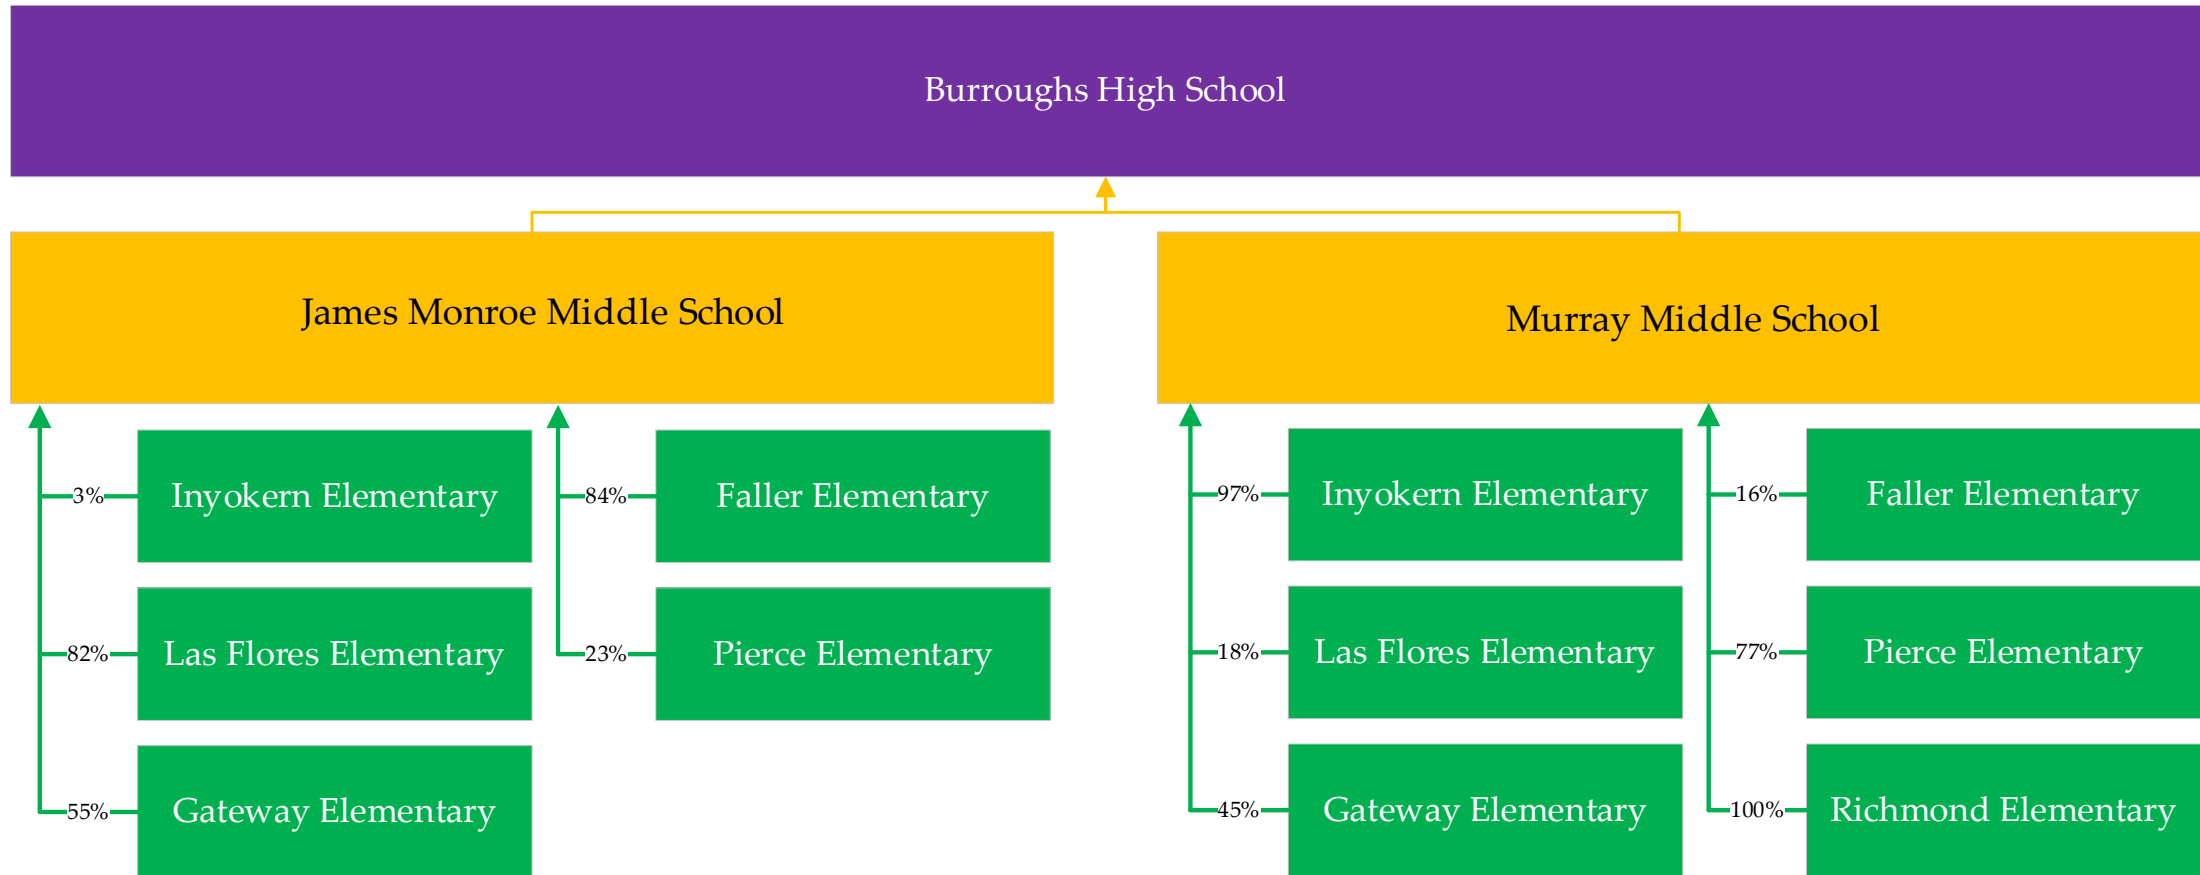 Burroughs High School
James Monroe Middle School
Murray Middle School
3%
Inyokern Elementary
84%
Faller Elementary
97%
Inyokern Elementary
16%
Faller Elementary
82%
Las Flores Elementary
23%
Pierce Elementary
18%
Las Flores Elementary
77%
Pierce Elementary
55%
Gateway Elementary
45%
Gateway Elementary
100%
Richmond Elementary